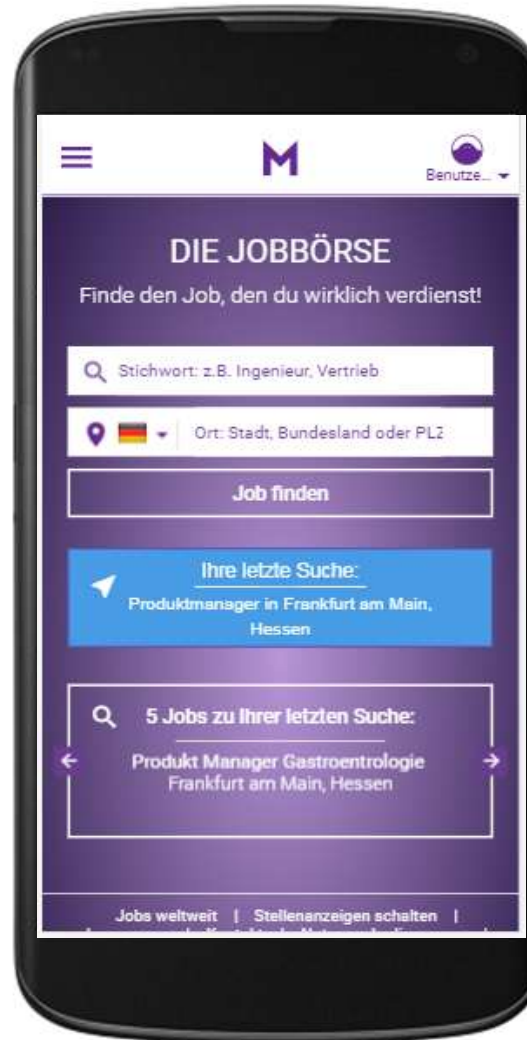 M
Benutze...
DIE JOBBÖRSE
Finde den Job, den du wirklich verdienst!
Stichwort: z.B. Ingenieur, Vertrieb
Ort: Stadt, Bundesland oder PLZ
Job finden
Ihre letzte Suche:
Produktmanager in Frankfurt am Main,
Hessen
5 Jobs zu Ihrer letzten Suche:
Produkt Manager Gastroentrologie
Frankfurt am Main, Hessen
Jobs weltweit | Stellenanzeigen schalten |